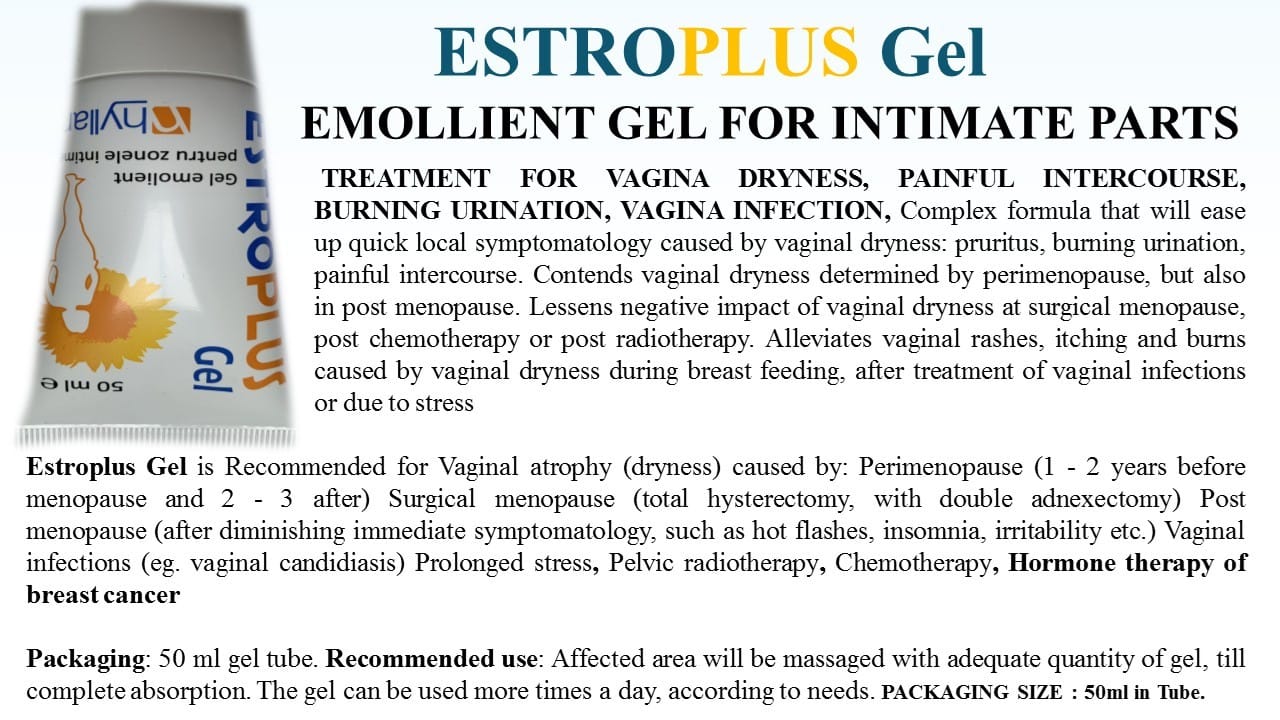 ESTROPLUS Gel
EMOLLIENT GEL FOR INTIMATE PARTS
TREATMENT FOR VAGINA DRYNESS, PAINFUL INTERCOURSE,
BURNING URINATION, VAGINA INFECTION, Complex formula that will ease
up quick local symptomatology caused by vaginal dryness: pruritus, burning urination,
painful intercourse. Contends vaginal dryness determined by perimenopause, but also
in post menopause. Lessens negative impact of vaginal dryness at surgical menopause,
post chemotherapy or post radiotherapy. Alleviates vaginal rashes, itching and burns
caused by vaginal dryness during breast feeding, after treatment of vaginal infections
or due to stress
Estroplus Gel is Recommended for Vaginal atrophy (dryness) caused by: Perimenopause (1 - 2 years before
menopause and 2 - 3 after) Surgical menopause (total hysterectomy, with double adnexectomy) Post
menopause (after diminishing immediate symptomatology, such as hot flashes, insomnia, irritability etc.) Vaginal
infections (eg. vaginal candidiasis) Prolonged stress, Pelvic radiotherapy, Chemotherapy, Hormone therapy of
breast cancer
Packaging: 50 ml gel tube. Recommended use: Affected area will be massaged with adequate quantity of gel, till
complete absorption. The gel can be used more times a day, according to needs. PACKAGING SIZE : 50ml in Tube.
ESTROPLUS
Gel
Gel emolient
pentru zonele
50 ml e